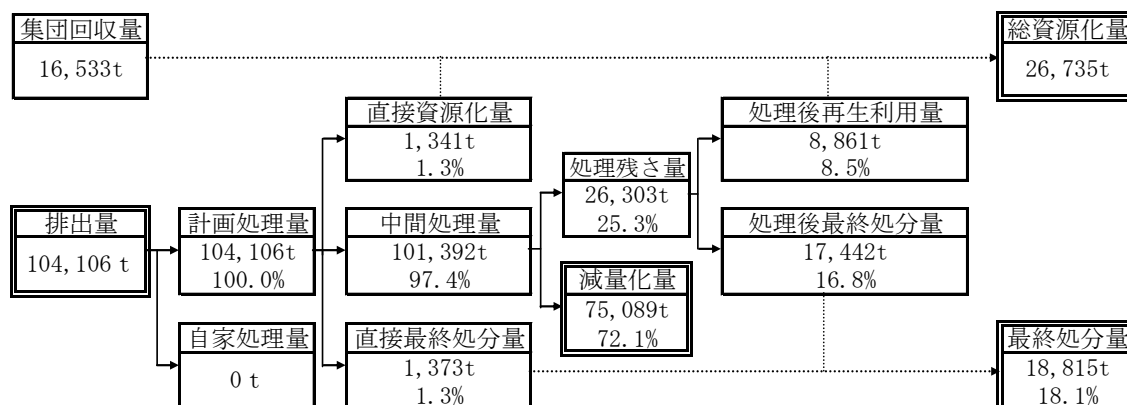 集団回収量
16,533t
総資源化量
26,735t
直接資源化量
1,341t
1.3%
処理後再生利用量
8,861t
8.5%
処理残さ量
26,303t
25.3%
排出量
104,106 t
計画処理量
104,106t
100.0%
中間処理量
101,392t
97.4%
処理後最終処分量
17,442t
16.8%
減量化量
75,089t
72.1%
自家処理量
0 t
直接最終処分量
1,373t
1.3%
最終処分量
18,815t
18.1%